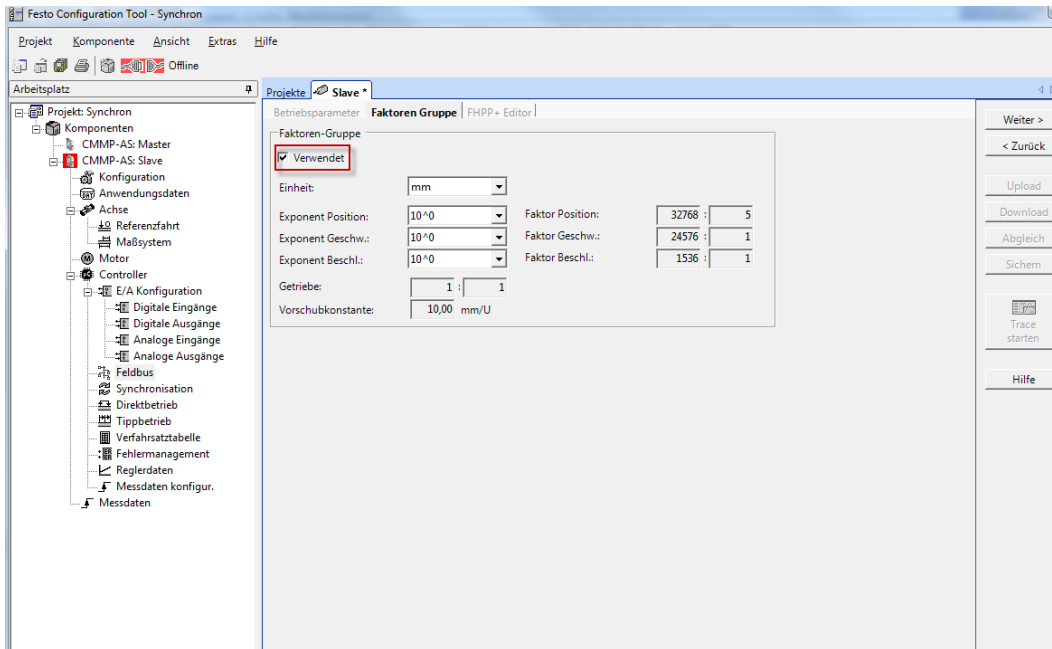 Festo Configuration Tool - Synchron
Projekt Komponente Ansicht Extras Hilfe
Offline
Arbeitsplatz
Projekt: Synchron
Komponenten
CMMP-AS: Master
CMMP-AS: Slave
Konfiguration
Anwendungsdaten
Achse
Referenzfahrt
Maßsystem
Motor
Controller
E/A Konfiguration
Digitale Eingänge
Digitale Ausgänge
Analoge Eingänge
Analoge Ausgänge
Feldbus
Synchronisation
Direktbetrieb
Tippbetrieb
Verfahrsatztabelle
Fehlermanagement
Reglerdaten
Messdaten konfigur.
Messdaten
Projekte Slave *
Betriebsparameter Faktoren Gruppe FHPP+ Editor
Faktoren-Gruppe
Verwendet
Einheit: mm
Exponent Position: 10^0 Faktor Position: 32768 : 5
Exponent Geschw.: 10^0 Faktor Geschw.: 24576 : 1
Exponent Beschl.: 10^0 Faktor Beschl.: 1536 : 1
Getriebe: 1 : 1
Vorschubkonstante: 10,00 mm/U
Weiter >
< Zurück
Upload
Download
Abgleich
Sichern
Trace
starten
Hilfe